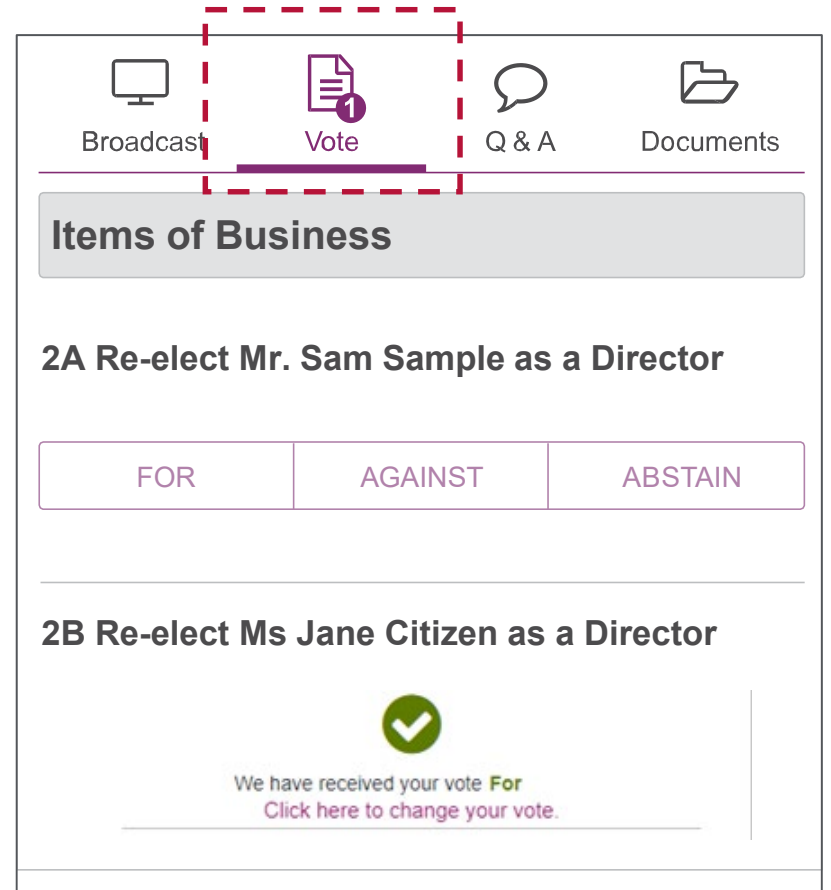 1
Broadcast Vote Q & A Documents
Items of Business
2A Re-elect Mr. Sam Sample as a Director
FOR AGAINST ABSTAIN
2B Re-elect Ms Jane Citizen as a Director
We have received your vote For
Click here to change your vote.